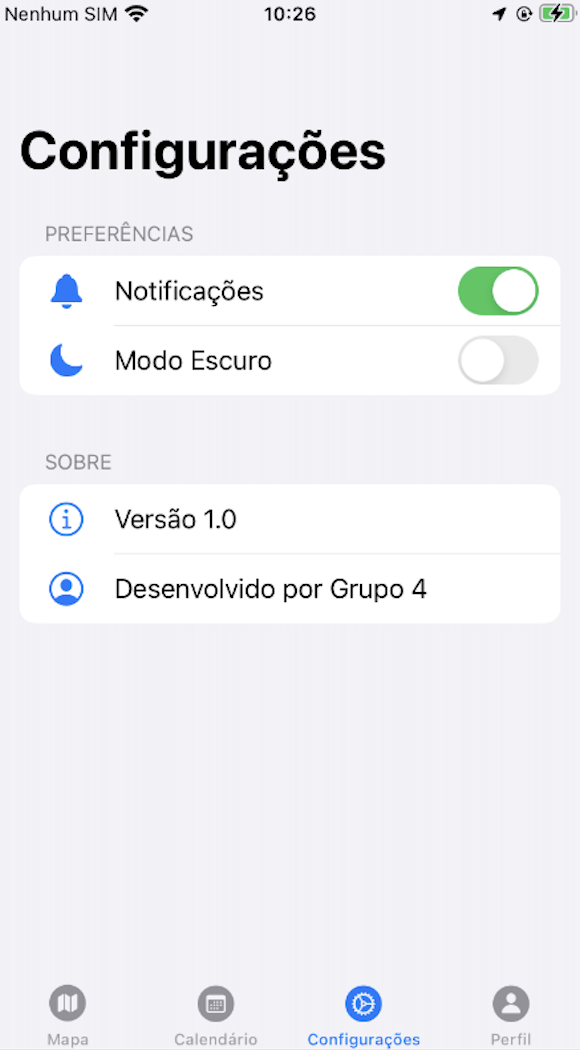 Nenhum SIM 10:26
Configurações
PREFERÊNCIAS
Notificações
Modo Escuro
SOBRE
Versão 1.0
Desenvolvido por Grupo 4
Mapa Calendário Configurações Perfil